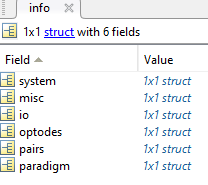 info
1x1 struct with 6 fields
Field Value
system 1x1 struct
misc 1x1 struct
io 1x1 struct
optodes 1x1 struct
pairs 1x1 struct
paradigm 1x1 struct